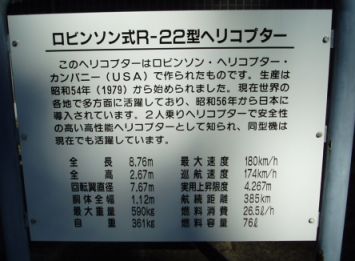 ロビンソン式R-22型ヘリコプター
このヘリコプターはロビンソン・ヘリコプター・
カンパニー(USA)で作られたものです。生産は
昭和54年(1979)から始められました。現在世界の
各地で多方面に活躍しており、昭和56年から日本に
導入されています。2人乗りヘリコプターで安全性
の高い高性能ヘリコプターとして知られ、同型機は
現在でも活躍しています。
全長 8.76m 最大速度 180km/h
全高 2.67m 巡航速度 174km/h
回転翼直径 7.67m 実用上昇限度 4,267m
胴体全幅 1.12m 航続距離 385km
最大重量 590kg 燃料消費 26.5ℓ/h
自重 361kg 燃料容量 76ℓ